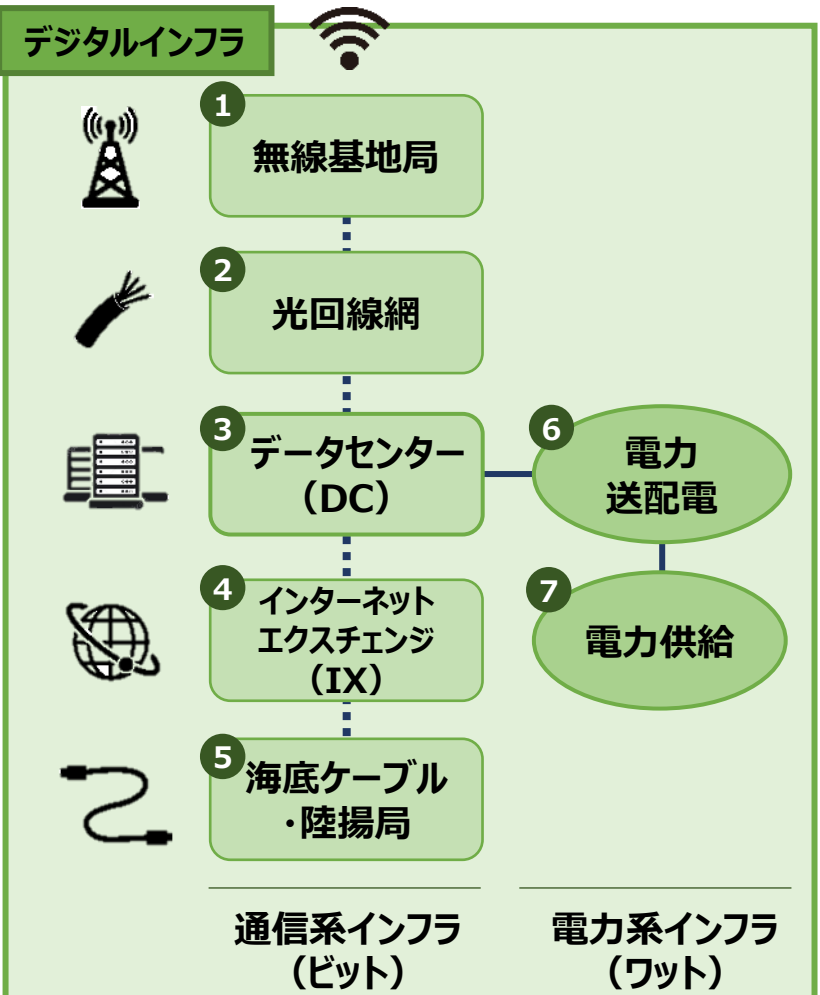 デジタルインフラ
1
無線基地局
2
光回線網
3
データセンター
（DC）
6
電力
送配電
4
インターネット
エクスチェンジ
（IX）
7
電力供給
5
海底ケーブル
・陸揚局
通信系インフラ
（ビット）
電力系インフラ
（ワット）